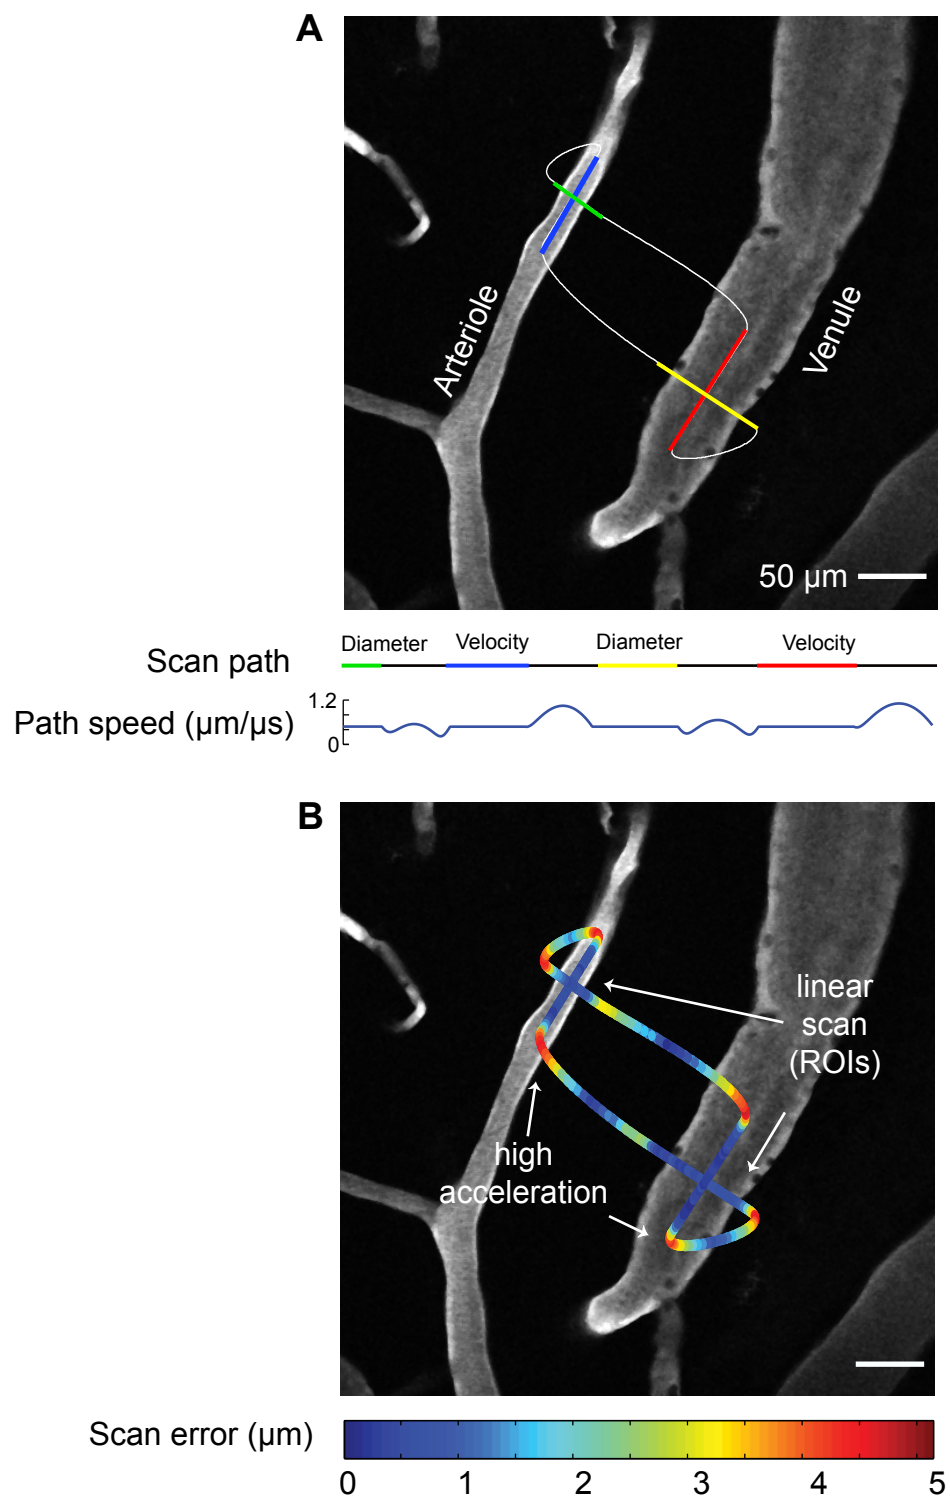 A
Arteriole
Venule
50 µm
Scan path
Diameter Velocity Diameter Velocity
Path speed (µm/µs)
1.2
0
B
linear
scan
(ROIs)
high
acceleration
Scan error (µm)
0 1 2 3 4 5